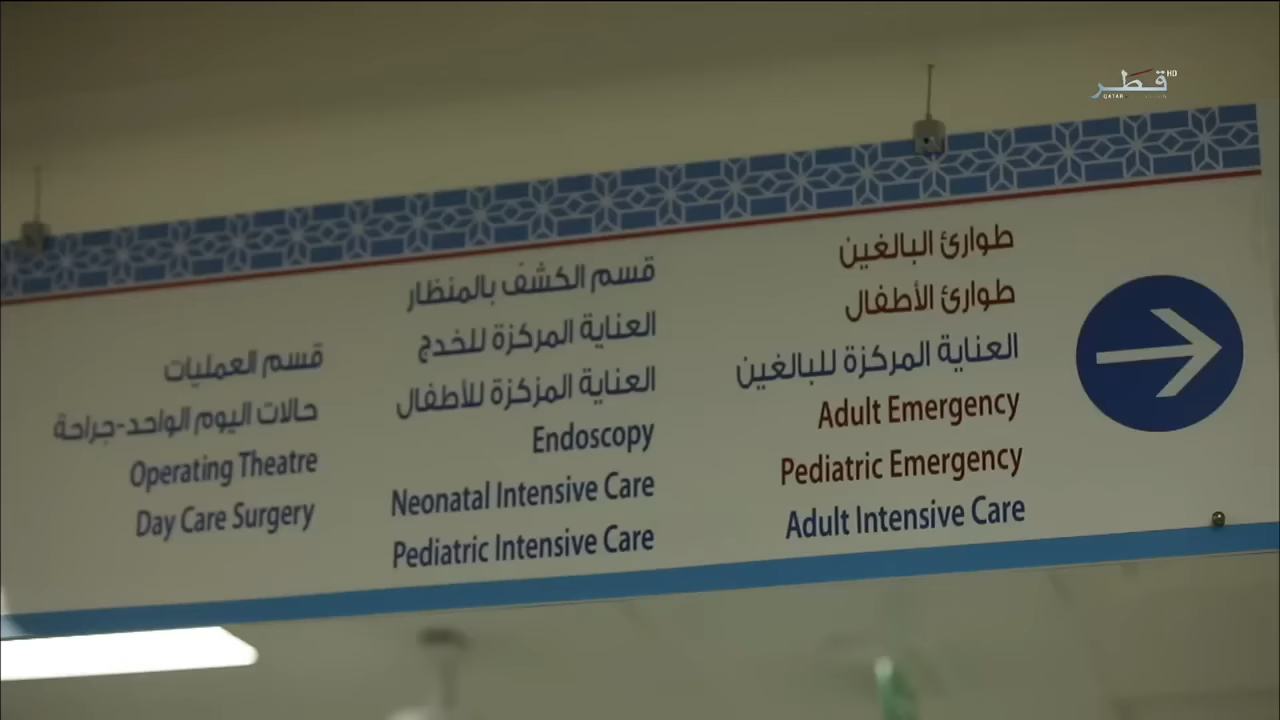 قطر HD
QATAR
طوارئ البالغين
طوارئ الأطفال
العناية المركزة للبالغين
Adult Emergency
Pediatric Emergency
Adult Intensive Care
قسم الكشف بالمنظار
العناية المركزة للخدج
العناية المزكزة للأطفال
Endoscopy
Neonatal Intensive Care
Pediatric Intensive Care
قسم العمليات
حالات اليوم الواحد-جراحة
Operating Theatre
Day Care Surgery